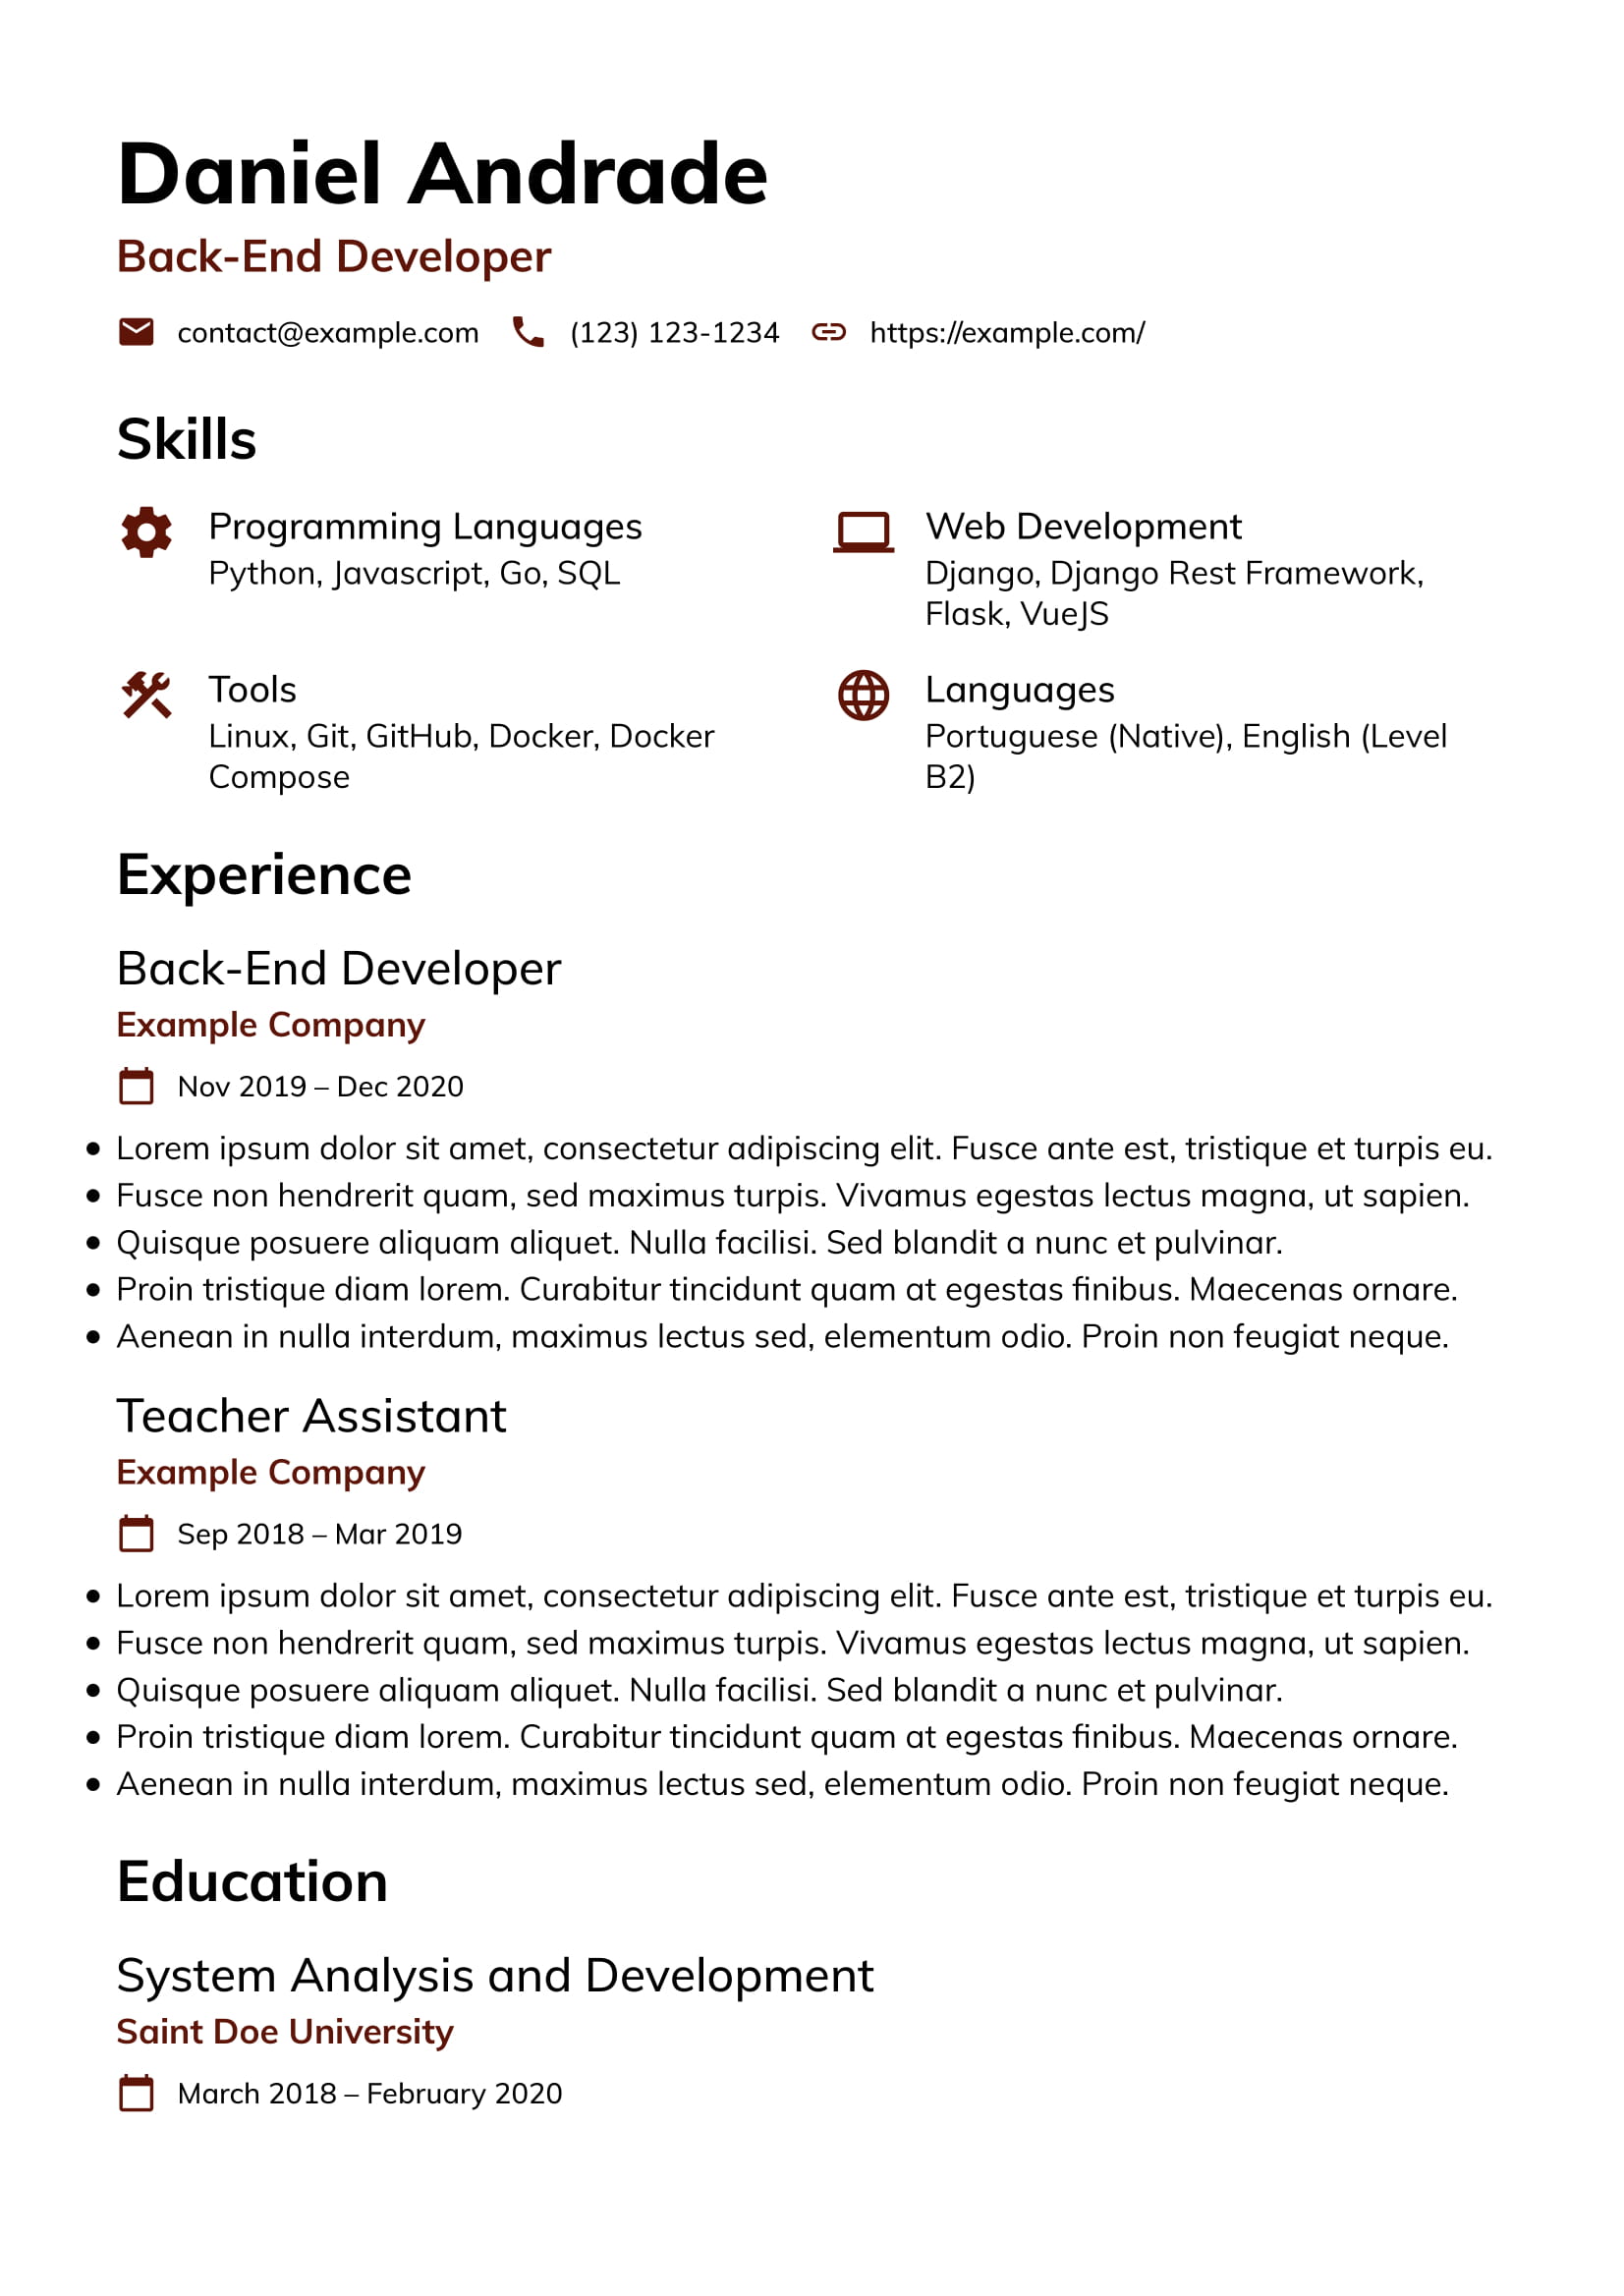 Daniel Andrade
Back-End Developer
contact@example.com (123) 123-1234 https://example.com/
Skills
Programming Languages
Python, Javascript, Go, SQL
Web Development
Django, Django Rest Framework,
Flask, VueJS
Tools
Linux, Git, GitHub, Docker, Docker
Compose
Languages
Portuguese (Native), English (Level
B2)
Experience
Back-End Developer
Example Company
Nov 2019 – Dec 2020
• Lorem ipsum dolor sit amet, consectetur adipiscing elit. Fusce ante est, tristique et turpis eu.
• Fusce non hendrerit quam, sed maximus turpis. Vivamus egestas lectus magna, ut sapien.
• Quisque posuere aliquam aliquet. Nulla facilisi. Sed blandit a nunc et pulvinar.
• Proin tristique diam lorem. Curabitur tincidunt quam at egestas finibus. Maecenas ornare.
• Aenean in nulla interdum, maximus lectus sed, elementum odio. Proin non feugiat neque.
Teacher Assistant
Example Company
Sep 2018 – Mar 2019
• Lorem ipsum dolor sit amet, consectetur adipiscing elit. Fusce ante est, tristique et turpis eu.
• Fusce non hendrerit quam, sed maximus turpis. Vivamus egestas lectus magna, ut sapien.
• Quisque posuere aliquam aliquet. Nulla facilisi. Sed blandit a nunc et pulvinar.
• Proin tristique diam lorem. Curabitur tincidunt quam at egestas finibus. Maecenas ornare.
• Aenean in nulla interdum, maximus lectus sed, elementum odio. Proin non feugiat neque.
Education
System Analysis and Development
Saint Doe University
March 2018 – February 2020